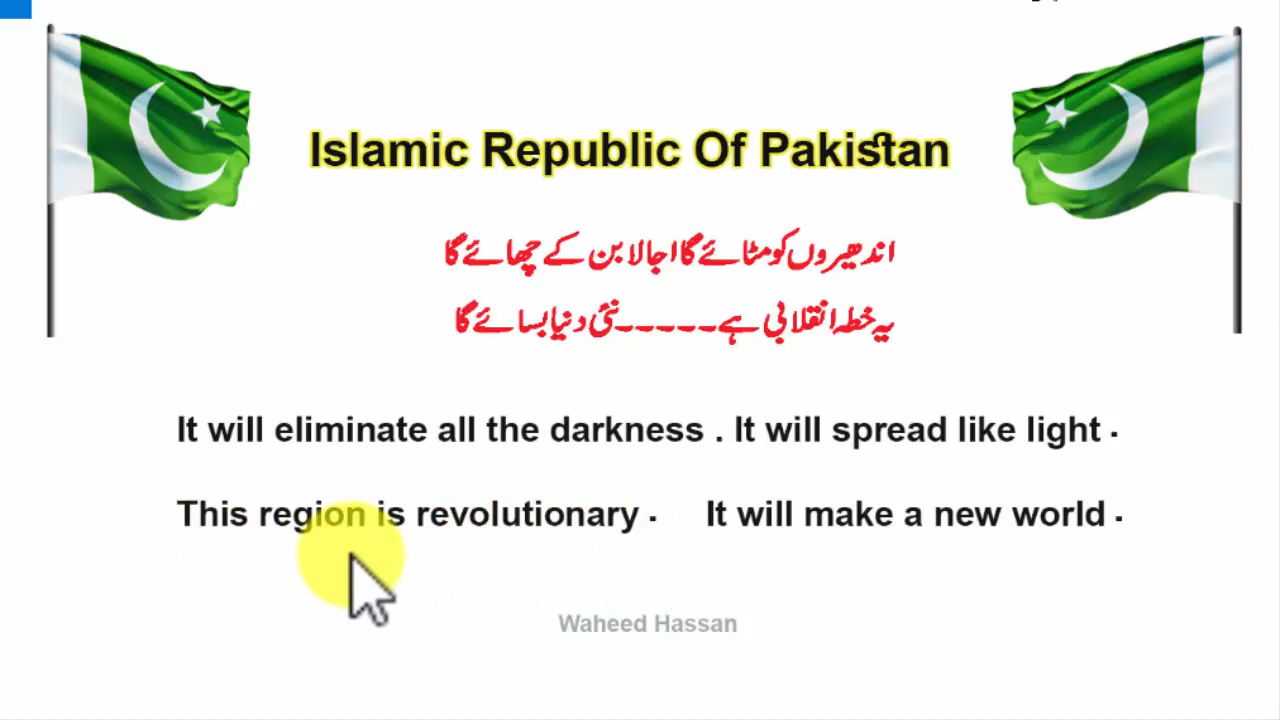 Islamic Republic Of Pakistan
اندھیروں کو مٹائے گا اجالا بن کے چھائے گا
یہ خطہ انقلابی ہے-----نئی دنیا بسائے گا
It will eliminate all the darkness . It will spread like light .
This region is revolutionary . It will make a new world .
Waheed Hassan